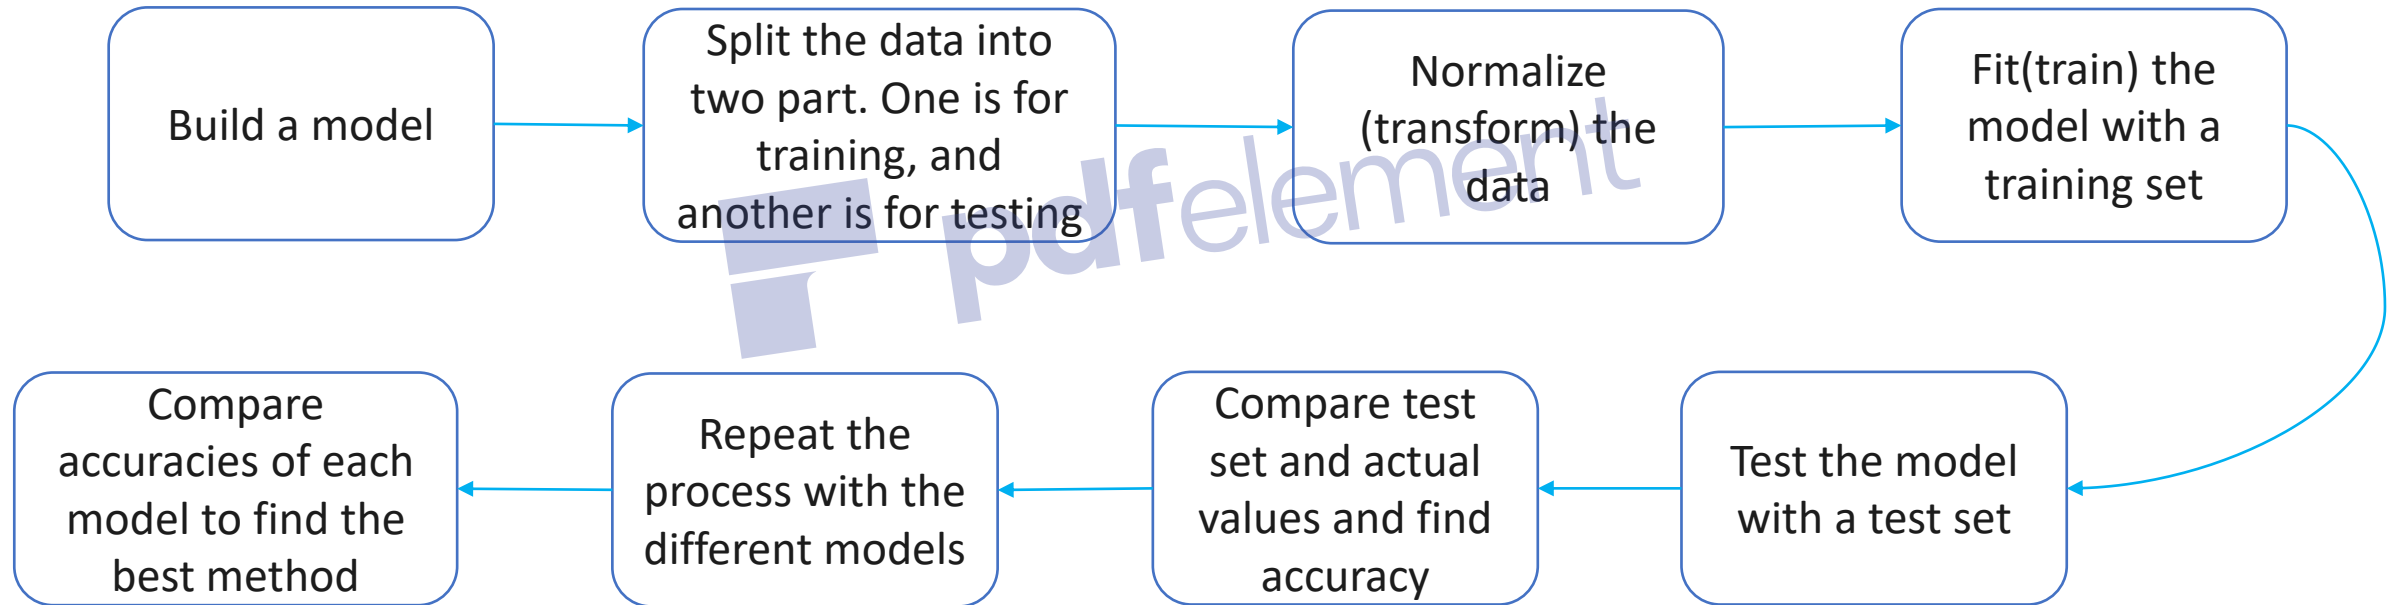 Build a model
Split the data into
two part. One is for
training, and
another is for testing
Normalize
(transform) the
data
Fit(train) the
model with a
training set
Test the model
with a test set
Compare test
set and actual
values and find
accuracy
Repeat the
process with the
different models
Compare
accuracies of each
model to find the
best method
pdfelement